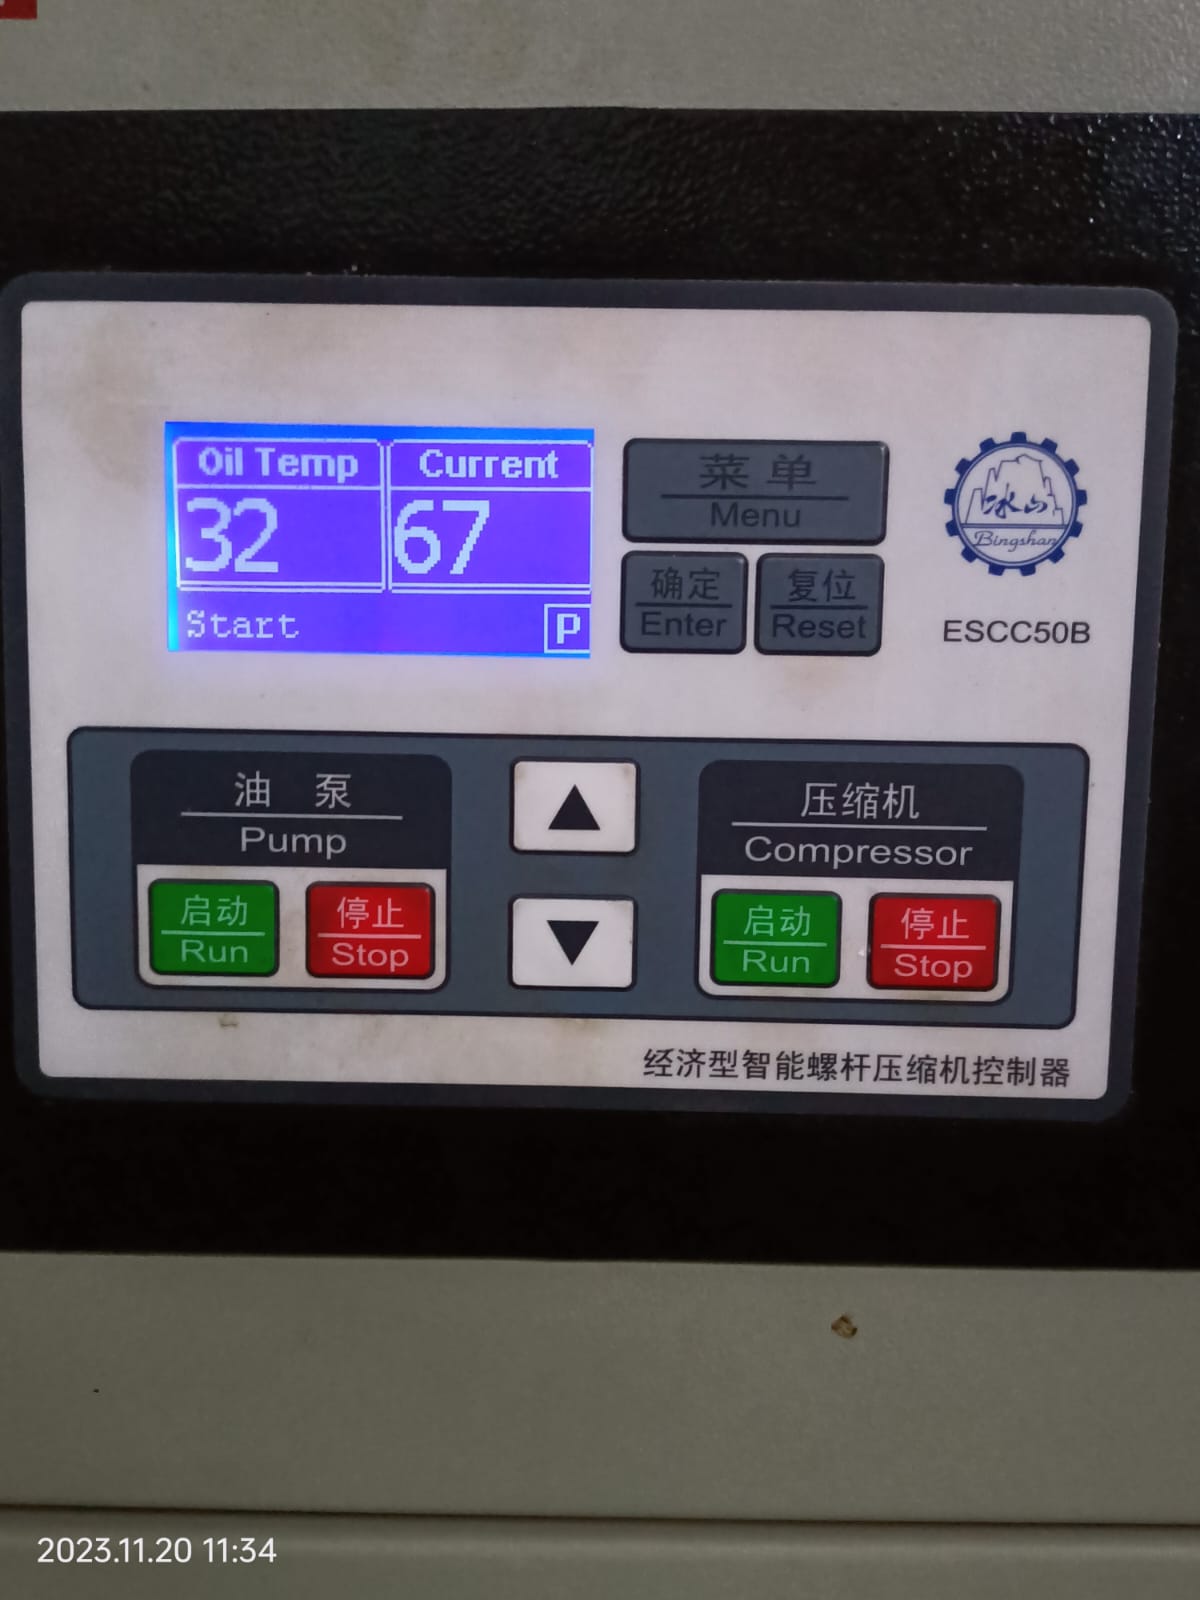 Oil Temp
Current
32
67
Start
P
菜单
Menu
确定
Enter
复位
Reset
冰山
Bingshan
ESCC50B
油 泵
Pump
启动
Run
停止
Stop
▲
▼
压缩机
Compressor
启动
Run
停止
Stop
经济型智能螺杆压缩机控制器
2023.11.20 11:34